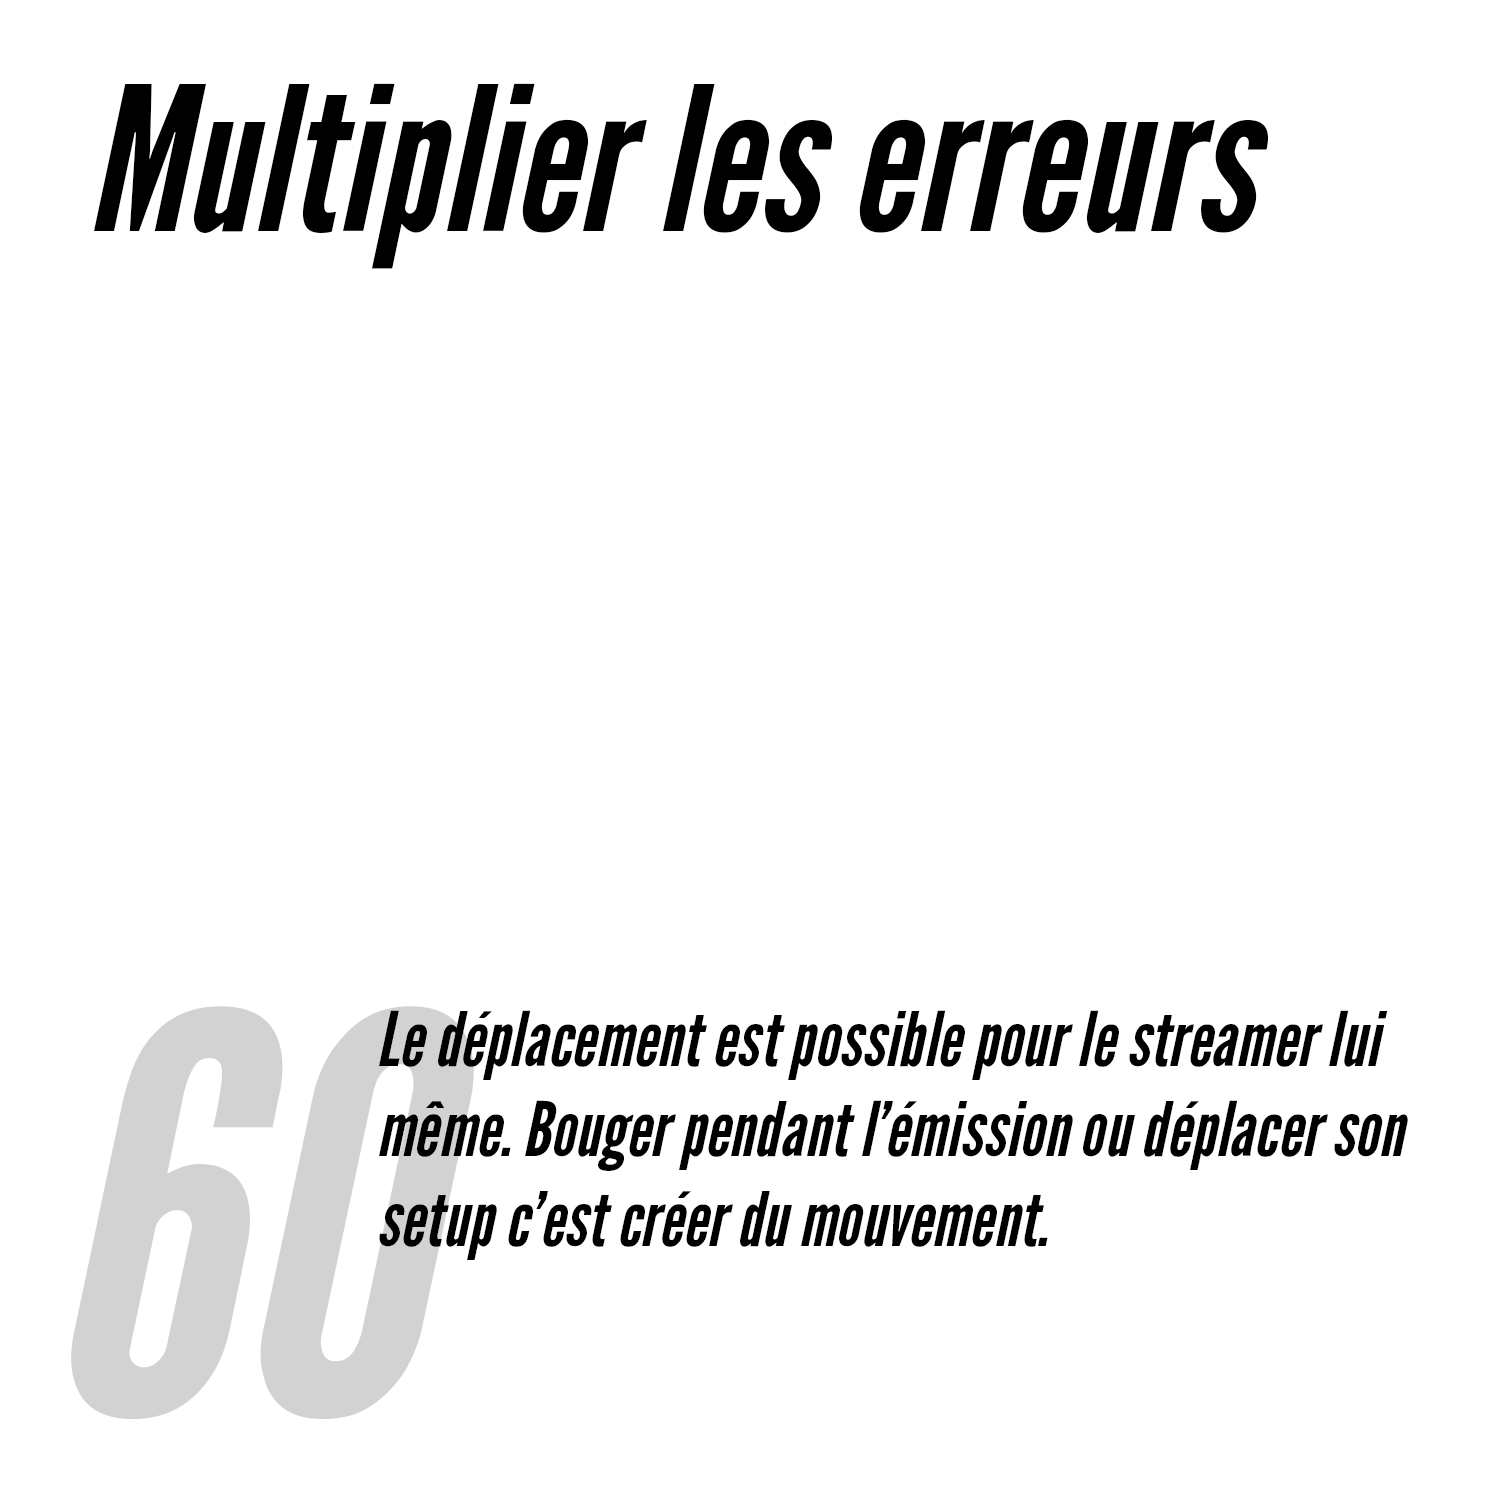 Multiplier les erreurs
60
Le déplacement est possible pour le streamer lui
même. Bouger pendant l’émission ou déplacer son
setup c’est créer du mouvement.